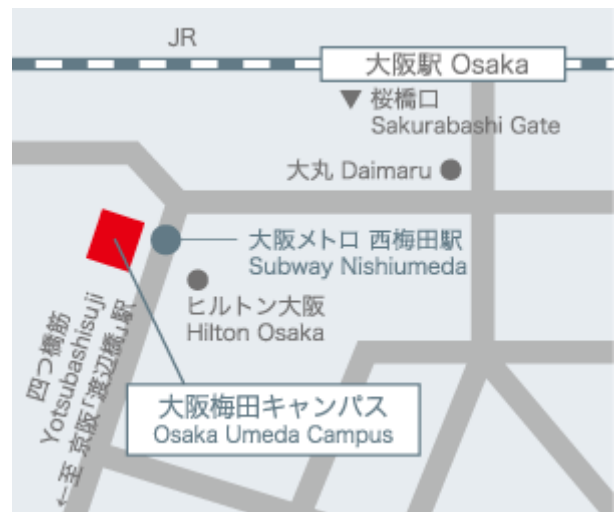 JR
大阪駅 Osaka
▼ 桜橋口
Sakurabashi Gate
大丸 Daimaru
大阪メトロ 西梅田駅
Subway Nishiumeda
ヒルトン大阪
Hilton Osaka
四つ橋筋
Yotsubashisuji
←至 京阪「渡辺橋」駅
大阪梅田キャンパス
Osaka Umeda Campus